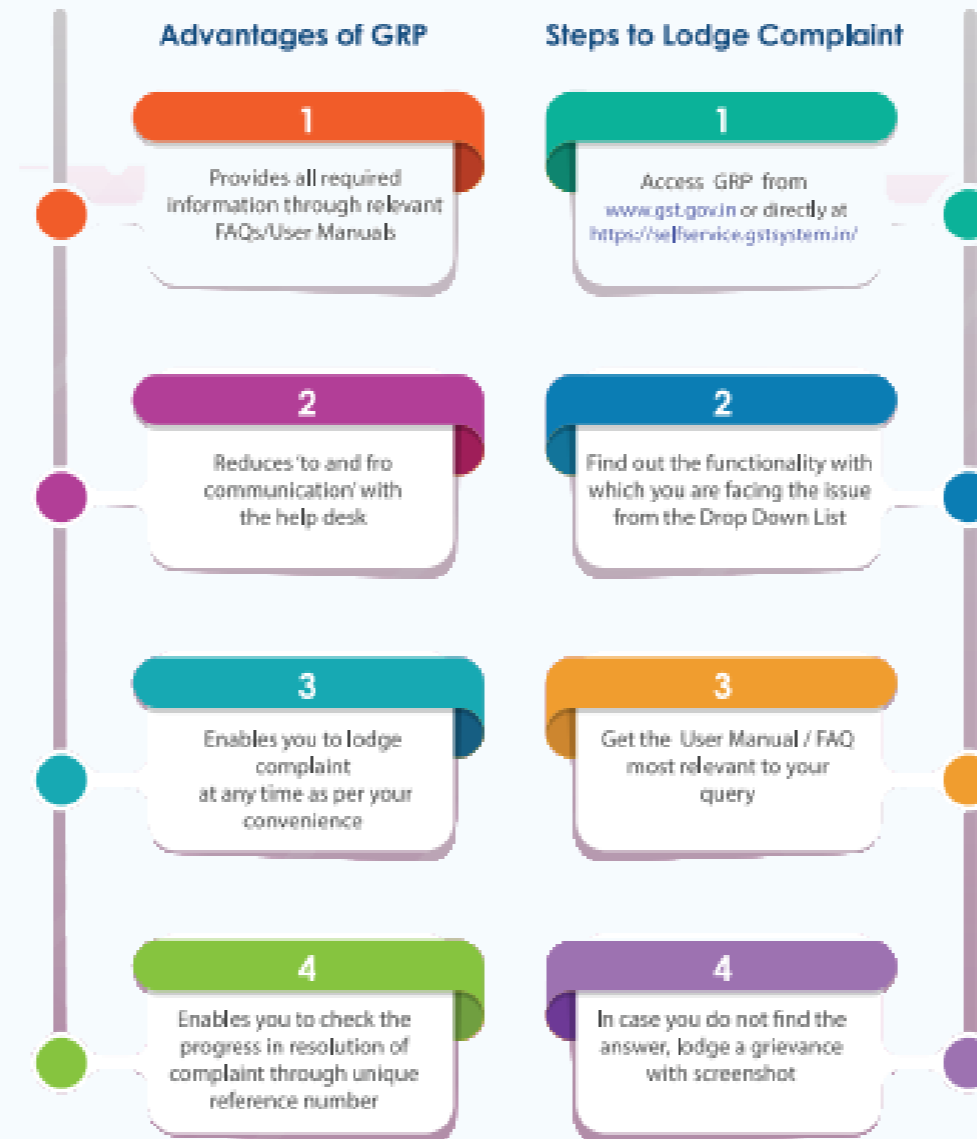 Advantages of GRP
1
Provides all required
information through relevant
FAQs/User Manuals
2
Reduces 'to and fro
communication' with
the help desk
3
Enables you to lodge
complaint
at any time as per your
convenience
4
Enables you to check the
progress in resolution of
complaint through unique
reference number
Steps to Lodge Complaint
1
Access GRP from
www.gst.gov.in or directly at
https://selfservice.gstsystem.in/
2
Find out the functionality with
which you are facing the issue
from the Drop Down List
3
Get the User Manual / FAQ
most relevant to your
query
4
In case you do not find the
answer, lodge a grievance
with screenshot